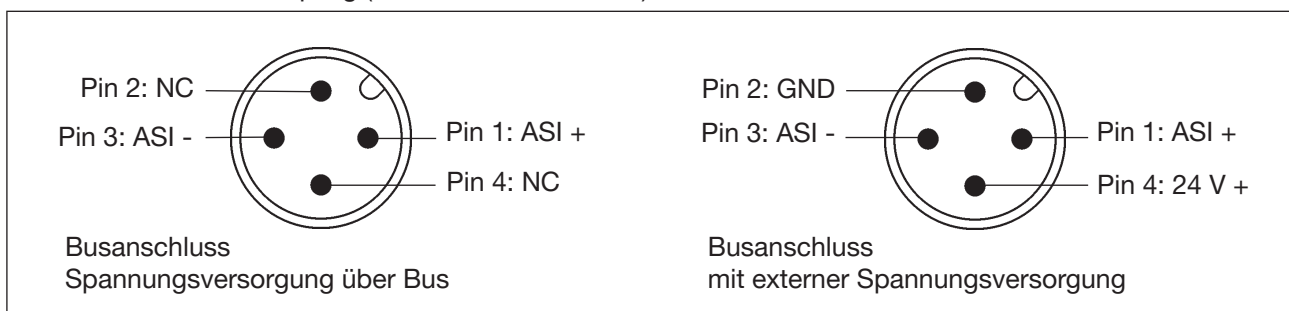 Pin 2: NC
Pin 3: ASI -
Pin 1: ASI +
Pin 4: NC
Busanschluss
Spannungsversorgung über Bus
Pin 2: GND
Pin 3: ASI -
Pin 1: ASI +
Pin 4: 24 V +
Busanschluss
mit externer Spannungsversorgung